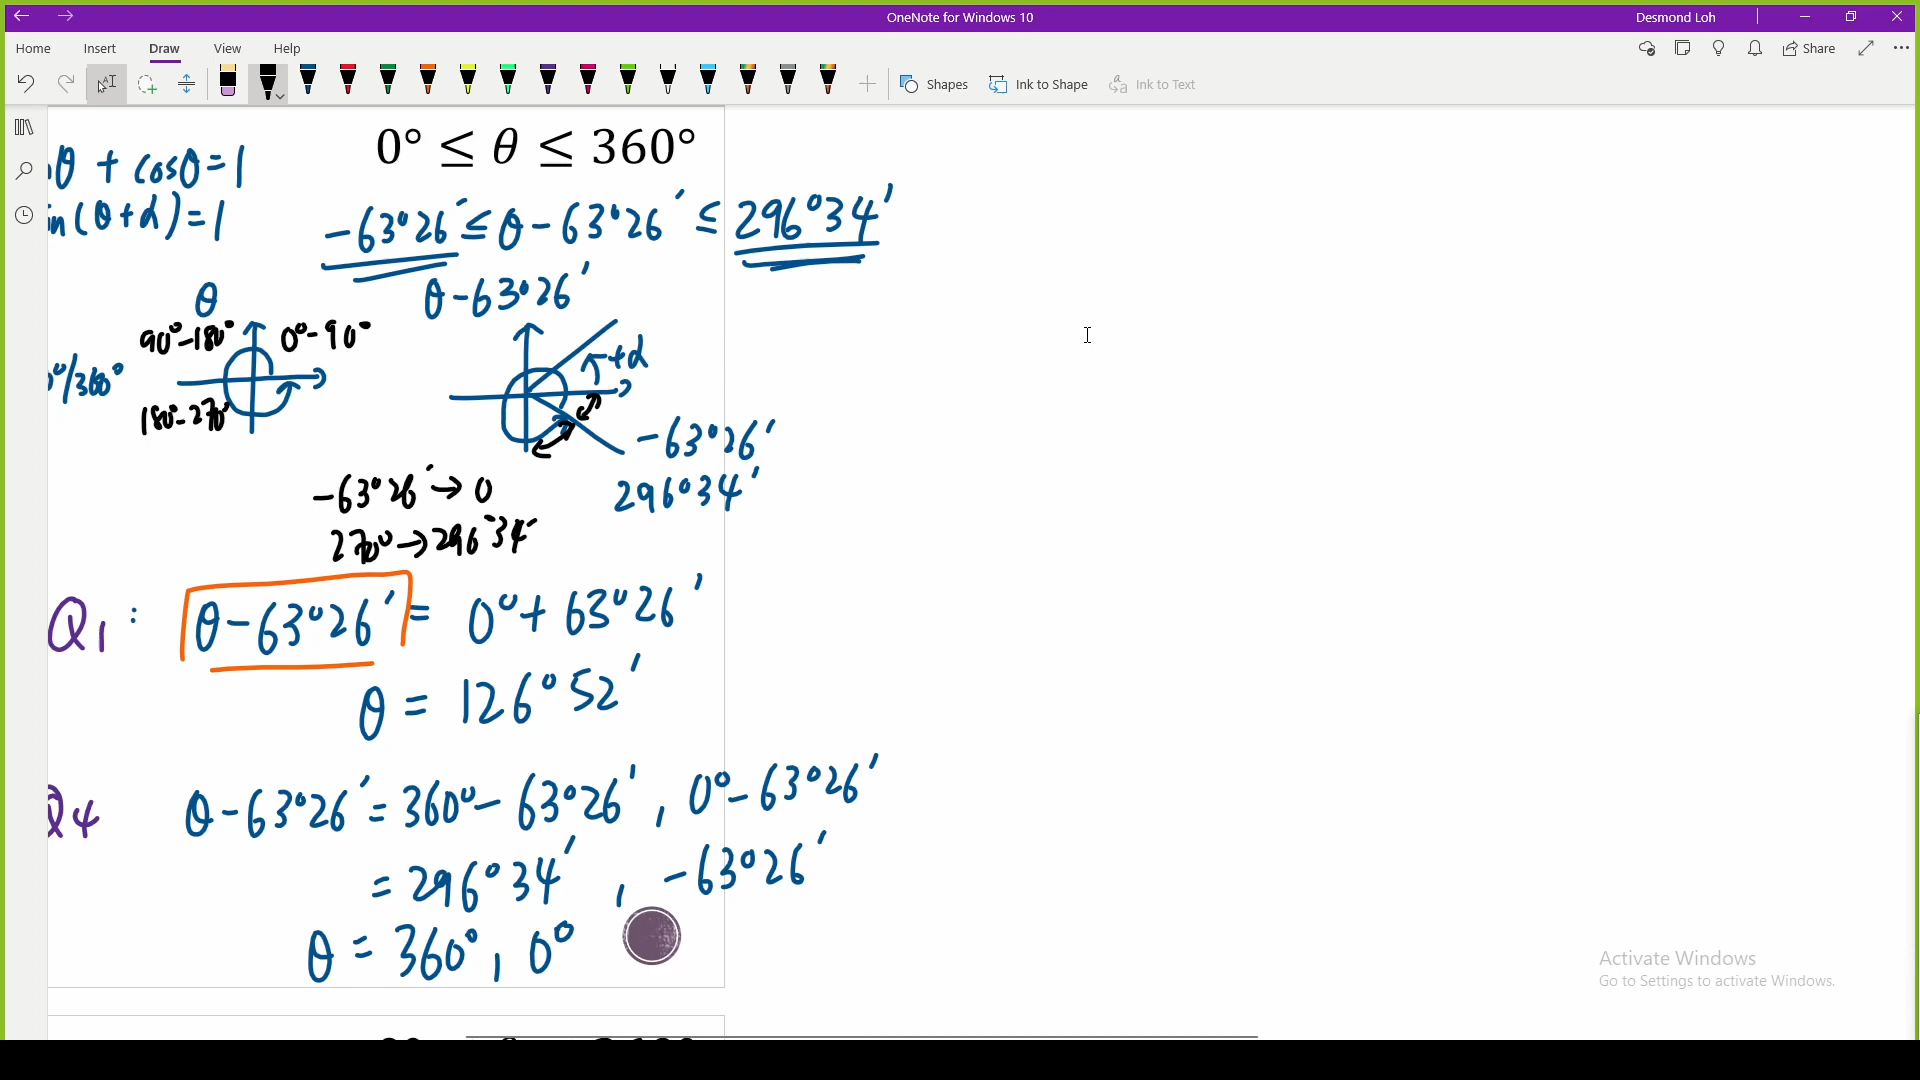 OneNote for Windows 10
Desmond Loh
Home Insert Draw View Help
Share
Shapes Ink to Shape Ink to Text
0° ≤ θ ≤ 360°
θ + cosθ = 1
in(θ+α) = 1
-63°26' ≤ θ - 63°26' ≤ 296°34'
θ
θ - 63°26'
90°-180° 0°-90°
+α
0°/360°
180°-270°
-63°26'
296°34'
-63°26' → 0
270° → 296°34'
Q1 : θ - 63°26' = 0° + 63°26'
θ = 126°52'
Q4 θ - 63°26' = 360° - 63°26' , 0° - 63°26'
= 296°34' , -63°26'
θ = 360° , 0°
Activate Windows
Go to Settings to activate Windows.